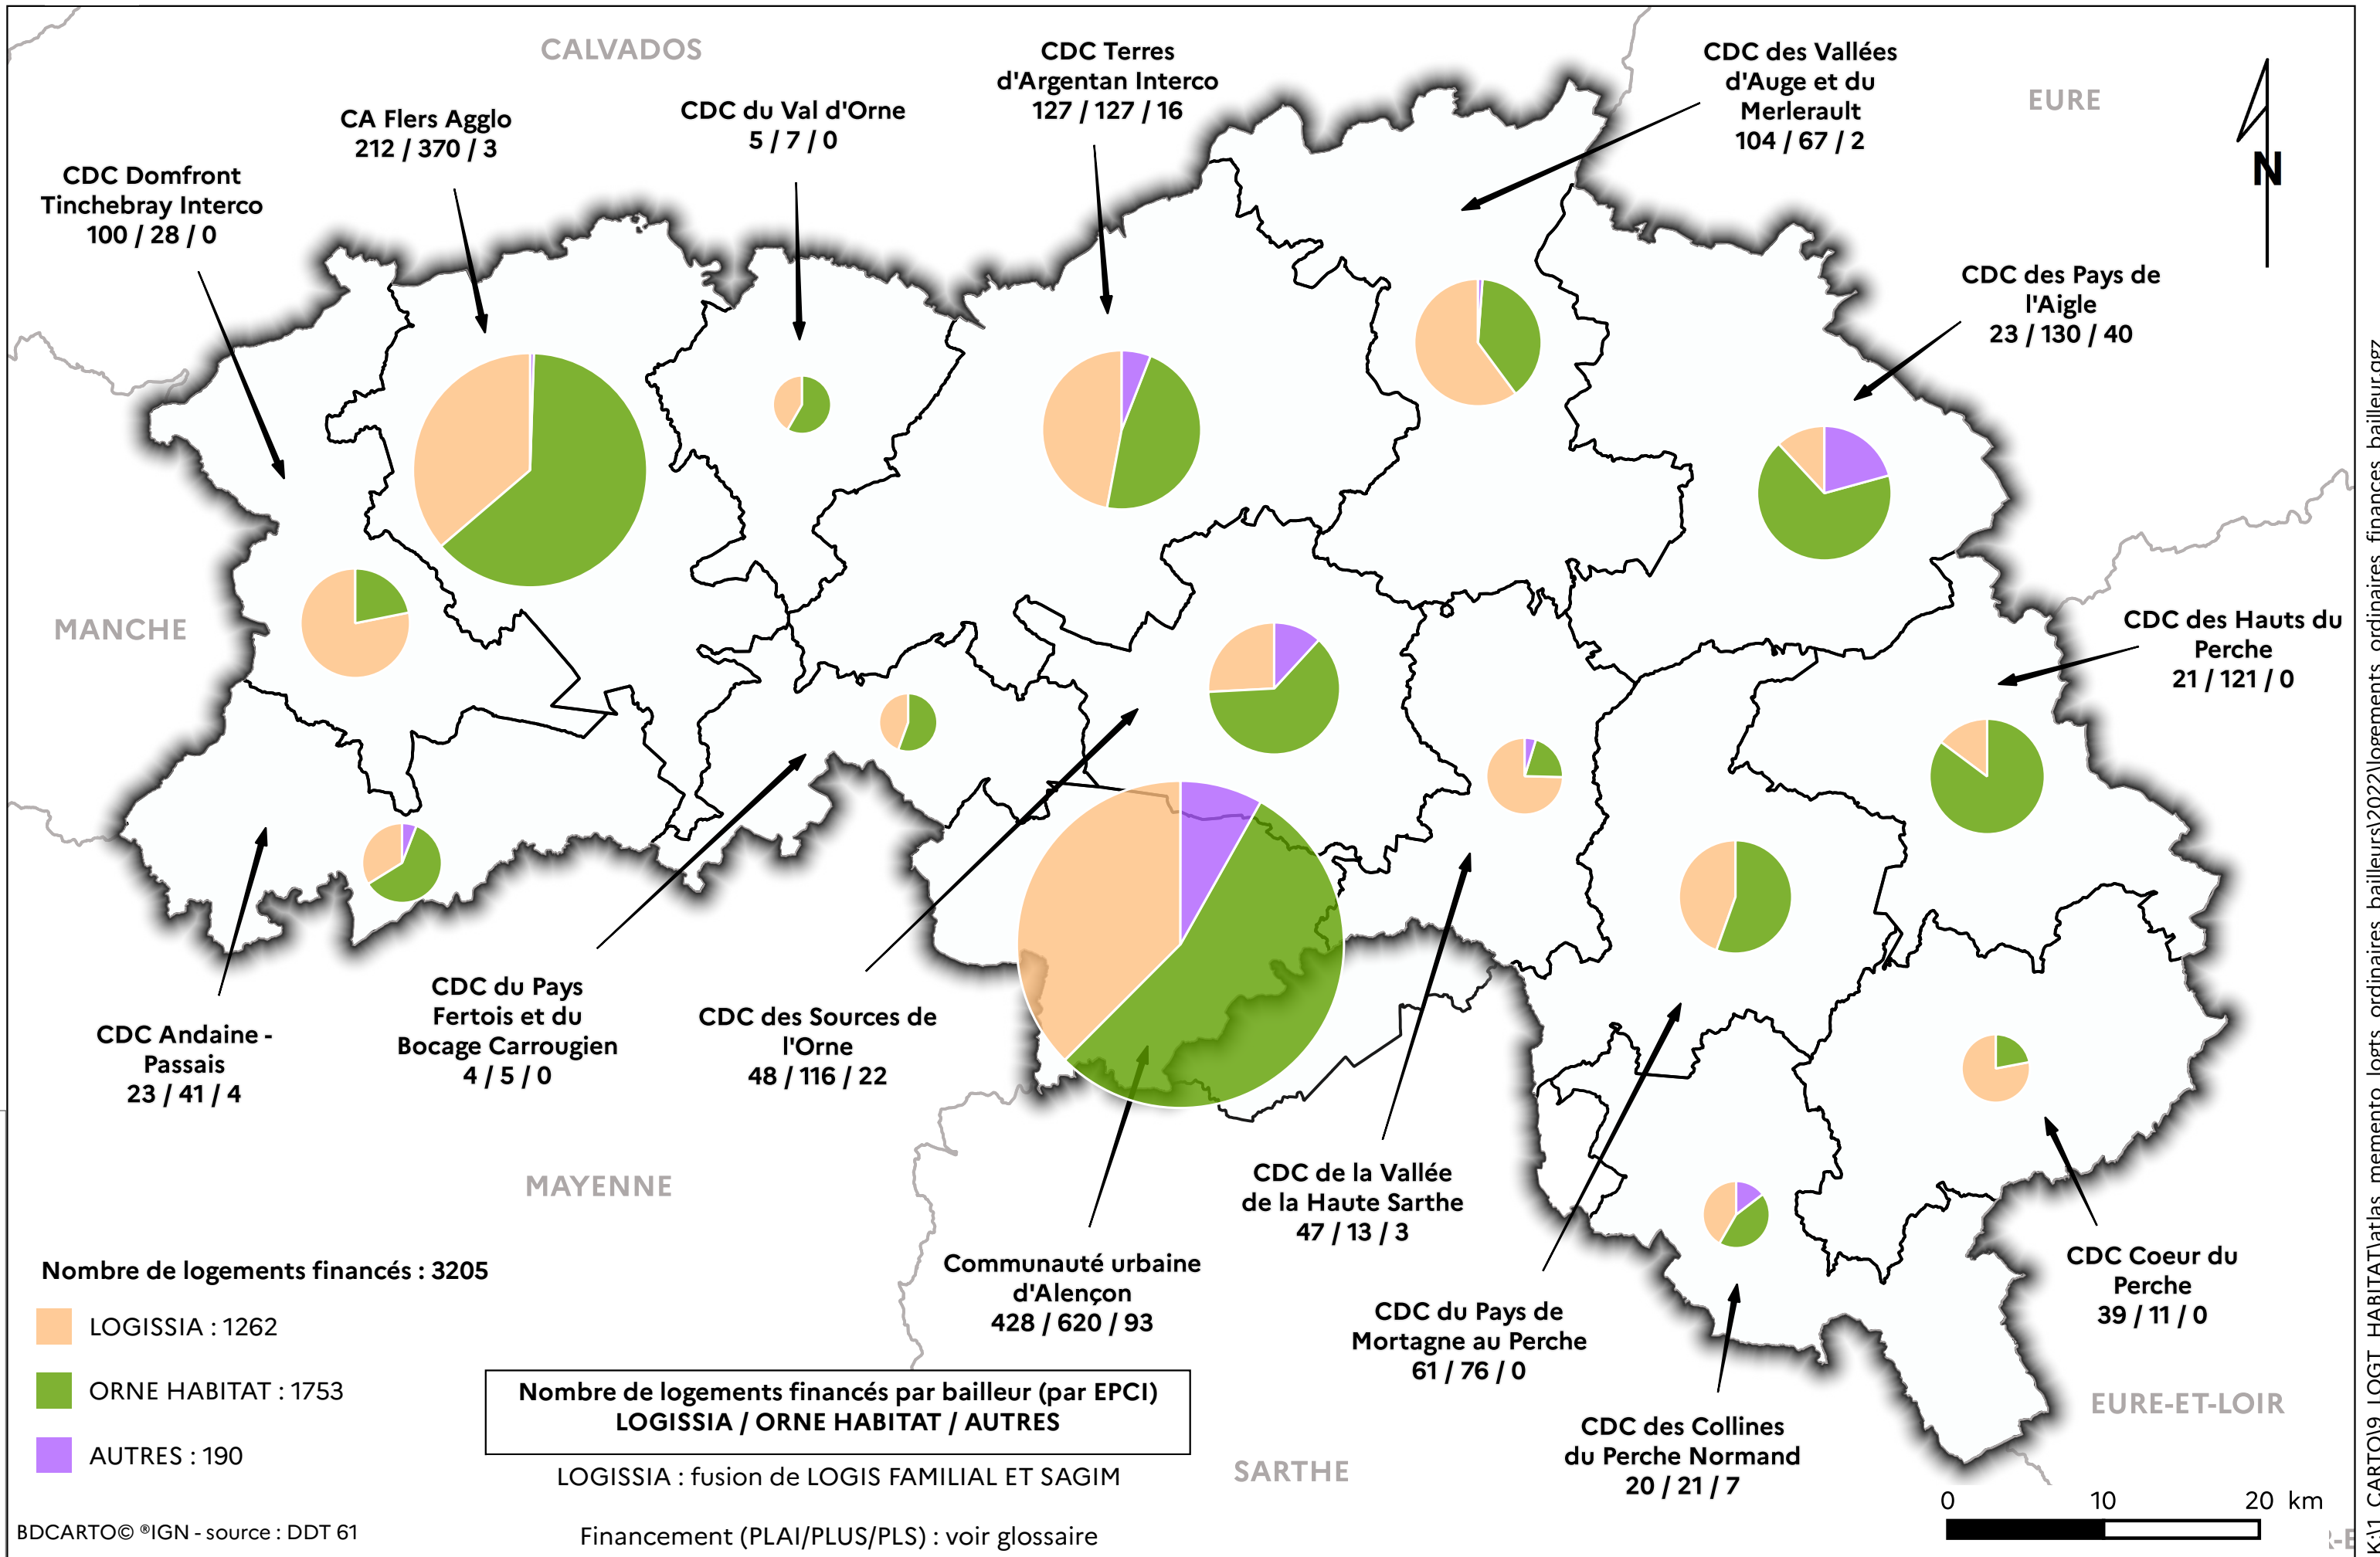 CALVADOS
EURE
MANCHE
MAYENNE
SARTHE
EURE-ET-LOIR
N
CDC Domfront
Tinchebray Interco
100 / 28 / 0
CA Flers Agglo
212 / 370 / 3
CDC du Val d'Orne
5 / 7 / 0
CDC Terres
d'Argentan Interco
127 / 127 / 16
CDC des Vallées
d'Auge et du
Merlerault
104 / 67 / 2
CDC des Pays de
l'Aigle
23 / 130 / 40
CDC des Hauts du
Perche
21 / 121 / 0
CDC Andaine -
Passais
23 / 41 / 4
CDC du Pays
Fertois et du
Bocage Carrougien
4 / 5 / 0
CDC des Sources de
l'Orne
48 / 116 / 22
Communauté urbaine
d'Alençon
428 / 620 / 93
CDC de la Vallée
de la Haute Sarthe
47 / 13 / 3
CDC du Pays de
Mortagne au Perche
61 / 76 / 0
CDC des Collines
du Perche Normand
20 / 21 / 7
CDC Coeur du
Perche
39 / 11 / 0
Nombre de logements financés : 3205
LOGISSIA : 1262
ORNE HABITAT : 1753
AUTRES : 190
Nombre de logements financés par bailleur (par EPCI)
LOGISSIA / ORNE HABITAT / AUTRES
LOGISSIA : fusion de LOGIS FAMILIAL ET SAGIM
Financement (PLAI/PLUS/PLS) : voir glossaire
BDCARTO© ®IGN - source : DDT 61
0 10 20 km
K:\1_CARTO\9_LOGT_HABITAT\atlas_memento_logts_ordinaires_bailleurs\2022\logements_ordinaires_finances_bailleur.qgz